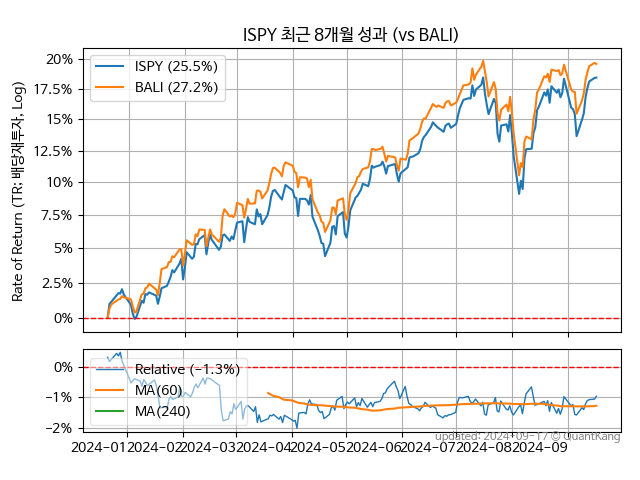 ISPY 최근 8개월 성과 (vs BALI)
Rate of Return (TR: 배당재투자, Log)
20%
17.5%
15%
12.5%
10%
7.5%
5%
2.5%
0%
ISPY (25.5%)
BALI (27.2%)
0%
−1%
−2%
Relative (−1.3%)
MA(60)
MA(240)
2024−01 2024−02 2024−03 2024−04 2024−05 2024−06 2024−07 2024−08 2024−09
updated: 2024-09-17 © QuantKang